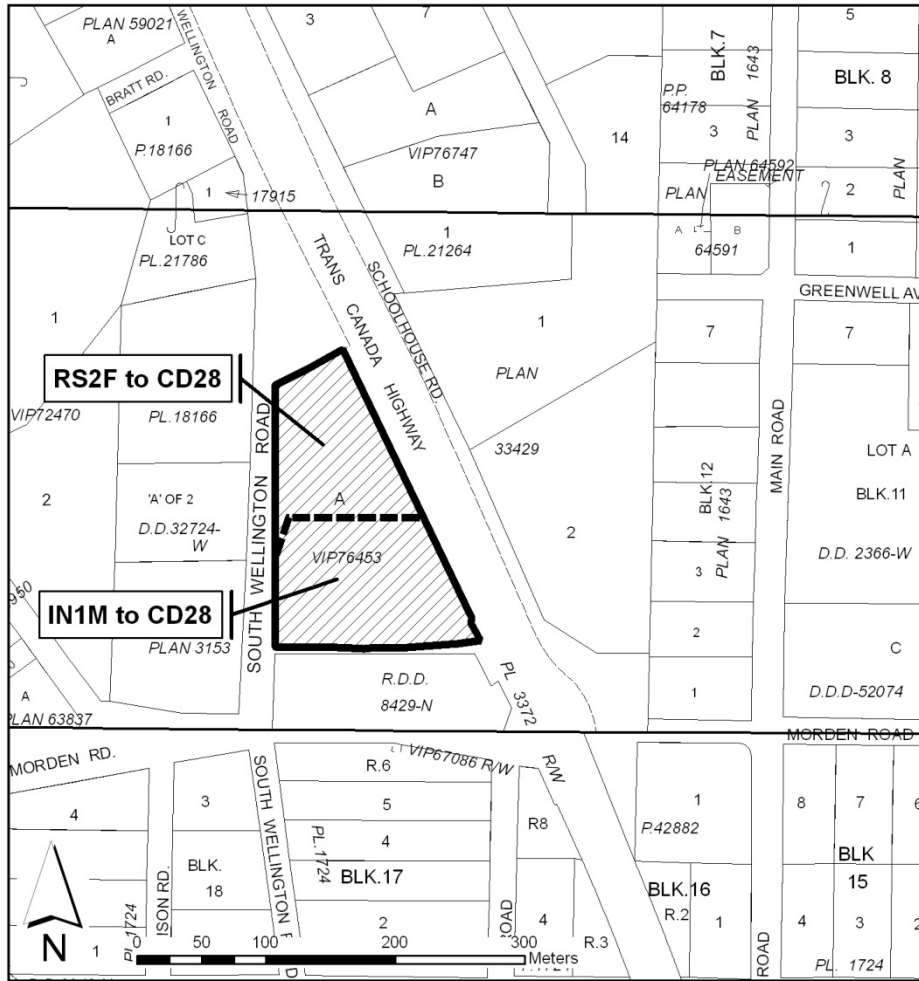 PLAN 59021
A
BRATT RD.
WELLINGTON
ROAD
1
P.18166
1
17915
3
7
A
VIP76747
B
14
P.P.
64178
BLK.7
PLAN 1643
3
PLAN
PLAN 64592
EASEMENT
5
BLK. 8
3
2
PLAN
LOT C
PL.21786
1
PL.21264
A
B
64591
1
GREENWELL AV
TRANS CANADA HIGHWAY
SCHOOLHOUSE RD.
1
VIP72470
2
RS2F to CD28
PL.18166
SOUTH WELLINGTON ROAD
1
PLAN
33429
2
7
MAIN ROAD
7
LOT A
BLK.11
D.D. 2366-W
'A' OF 2
D.D.32724-
W
A
VIP76453
BLK.12
PLAN 1643
3
2
1
IN1M to CD28
950
PLAN 3153
A
PLAN 63837
R.D.D.
8429-N
PL 3372
R/W
C
D.D.D-52074
MORDEN ROAD
MORDEN RD.
VIP67086 R/W
4
3
BLK.
18
SOUTH WELLINGTON
R.6
5
4
PL.1724
BLK.17
2
R8
4
R.3
1
P.42882
BLK.16
R.2
1
8
7
6
BLK
15
4
3
2
PL. 1724
ROAD
ROAD
ISON RD.
PL.1724
1
N
0
50
100
200
300
Meters